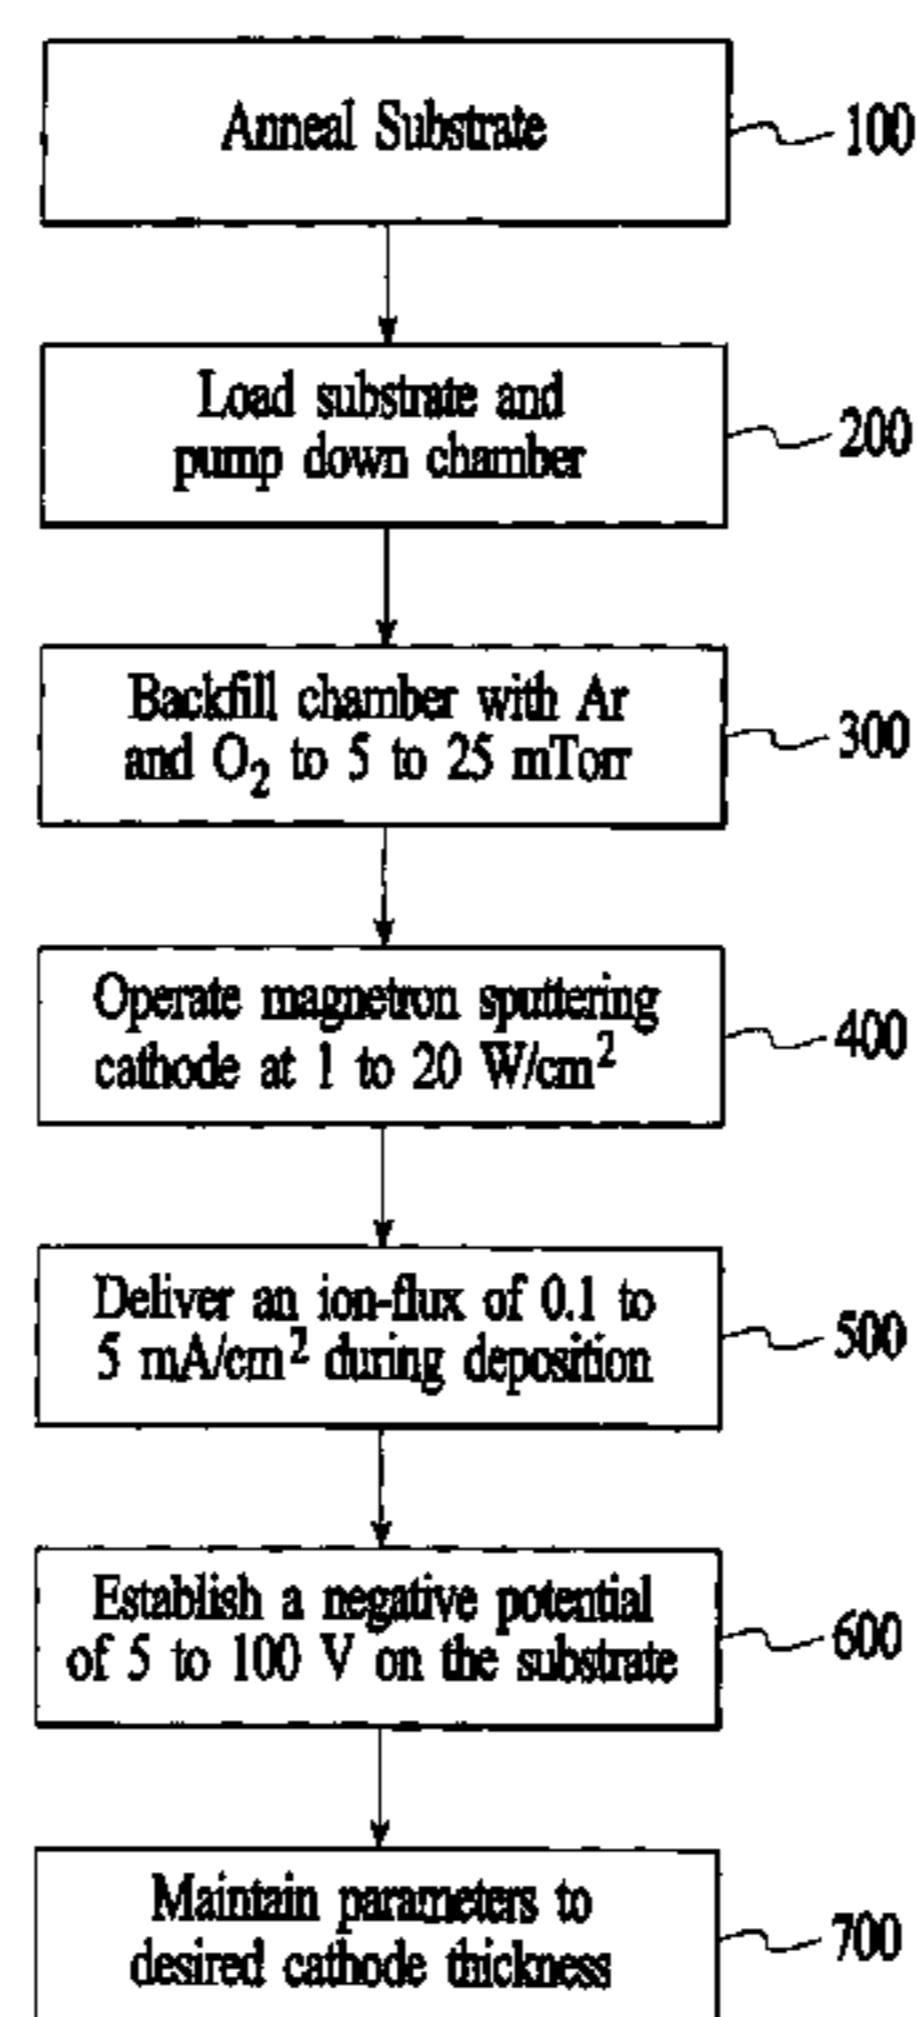 Anneal Substrate
100
Load substrate and
pump down chamber
200
Backfill chamber with Ar
and O₂ to 5 to 25 mTorr
300
Operate magnetron sputtering
cathode at 1 to 20 W/cm²
400
Deliver an ion-flux of 0.1 to
5 mA/cm² during deposition
500
Establish a negative potential
of 5 to 100 V on the substrate
600
Maintain parameters to
desired cathode thickness
700